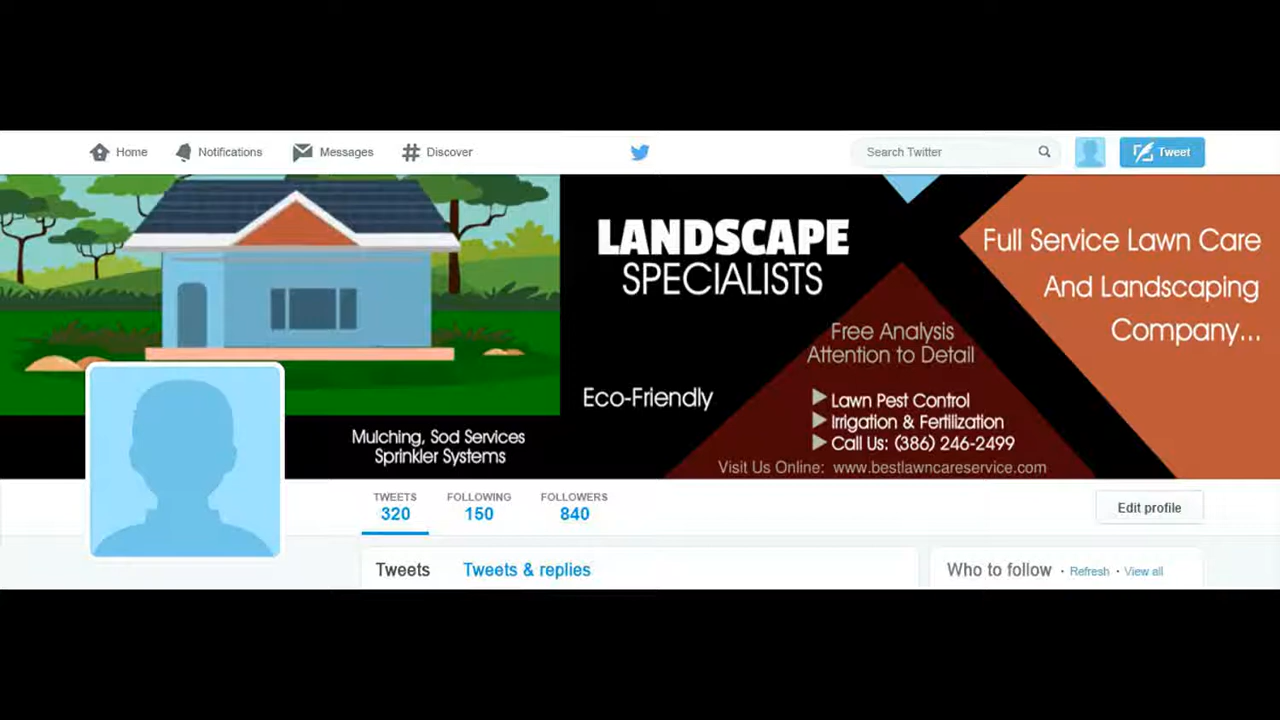 Home Notifications Messages Discover Search Twitter Tweet
LANDSCAPE
SPECIALISTS
Full Service Lawn Care
And Landscaping
Company...
Free Analysis
Attention to Detail
Eco-Friendly
Lawn Pest Control
Irrigation & Fertilization
Call Us: (386) 246-2499
Mulching, Sod Services
Sprinkler Systems
Visit Us Online: www.bestlawncareservice.com
TWEETS FOLLOWING FOLLOWERS
320 150 840
Edit profile
Tweets Tweets & replies
Who to follow · Refresh · View all